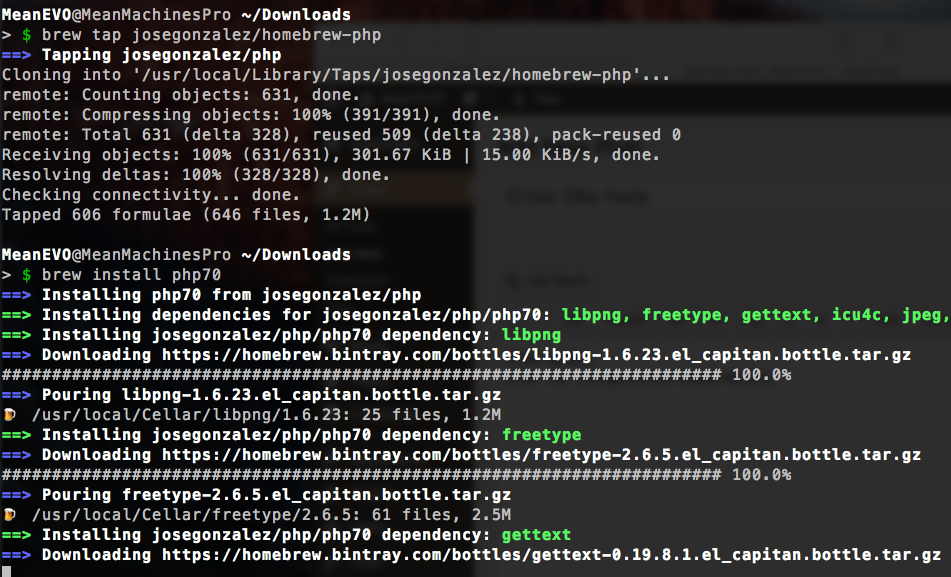 MeanEVO@MeanMachinesPro ~/Downloads
> $ brew tap josegonzalez/homebrew-php
==> Tapping josegonzalez/php
Cloning into '/usr/local/Library/Taps/josegonzalez/homebrew-php'...
remote: Counting objects: 631, done.
remote: Compressing objects: 100% (391/391), done.
remote: Total 631 (delta 328), reused 509 (delta 238), pack-reused 0
Receiving objects: 100% (631/631), 301.67 KiB | 15.00 KiB/s, done.
Resolving deltas: 100% (328/328), done.
Checking connectivity... done.
Tapped 606 formulae (646 files, 1.2M)
MeanEVO@MeanMachinesPro ~/Downloads
> $ brew install php70
==> Installing php70 from josegonzalez/php
==> Installing dependencies for josegonzalez/php/php70: libpng, freetype, gettext, icu4c, jpeg,
==> Installing josegonzalez/php/php70 dependency: libpng
==> Downloading https://homebrew.bintray.com/bottles/libpng-1.6.23.el_capitan.bottle.tar.gz
######################################################################## 100.0%
==> Pouring libpng-1.6.23.el_capitan.bottle.tar.gz
🍺 /usr/local/Cellar/libpng/1.6.23: 25 files, 1.2M
==> Installing josegonzalez/php/php70 dependency: freetype
==> Downloading https://homebrew.bintray.com/bottles/freetype-2.6.5.el_capitan.bottle.tar.gz
######################################################################## 100.0%
==> Pouring freetype-2.6.5.el_capitan.bottle.tar.gz
🍺 /usr/local/Cellar/freetype/2.6.5: 61 files, 2.5M
==> Installing josegonzalez/php/php70 dependency: gettext
==> Downloading https://homebrew.bintray.com/bottles/gettext-0.19.8.1.el_capitan.bottle.tar.gz
Enter title here